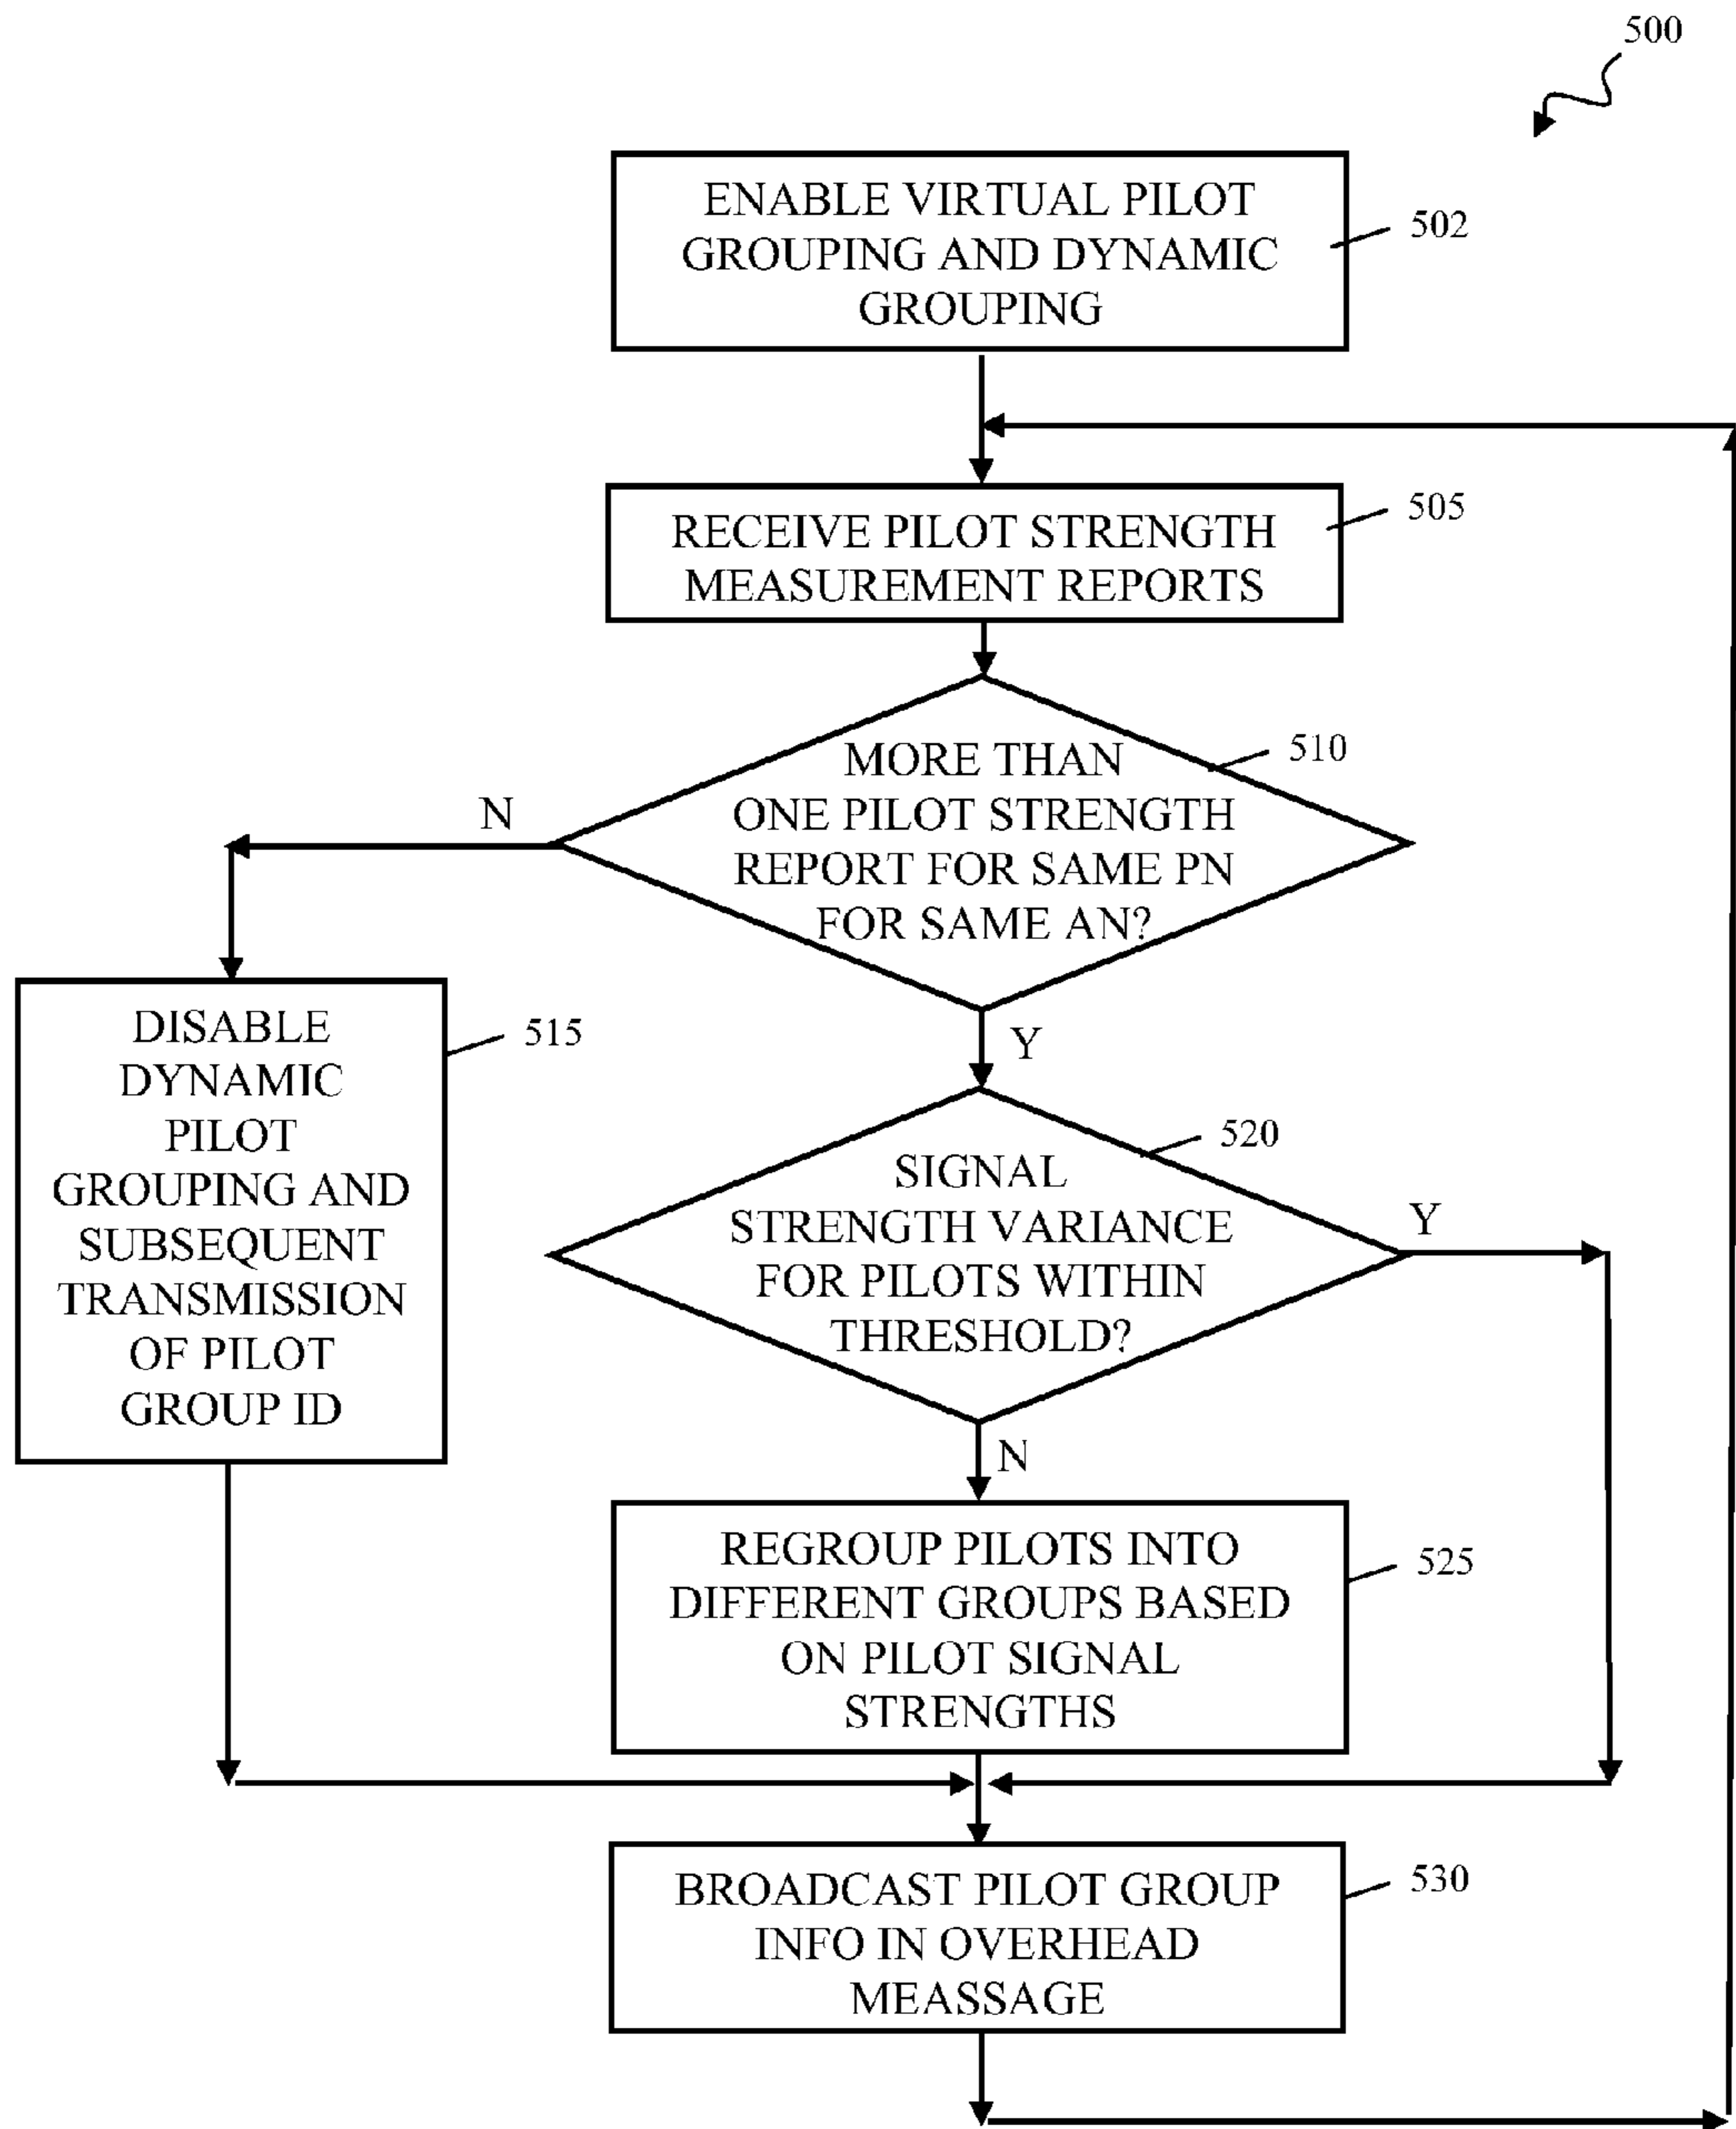 500
ENABLE VIRTUAL PILOT
GROUPING AND DYNAMIC
GROUPING
502
RECEIVE PILOT STRENGTH
MEASUREMENT REPORTS
505
MORE THAN
ONE PILOT STRENGTH
REPORT FOR SAME PN
FOR SAME AN?
510
N
Y
DISABLE
DYNAMIC
PILOT
GROUPING AND
SUBSEQUENT
TRANSMISSION
OF PILOT
GROUP ID
515
SIGNAL
STRENGTH VARIANCE
FOR PILOTS WITHIN
THRESHOLD?
520
Y
N
REGROUP PILOTS INTO
DIFFERENT GROUPS BASED
ON PILOT SIGNAL
STRENGTHS
525
BROADCAST PILOT GROUP
INFO IN OVERHEAD
MEASSAGE
530